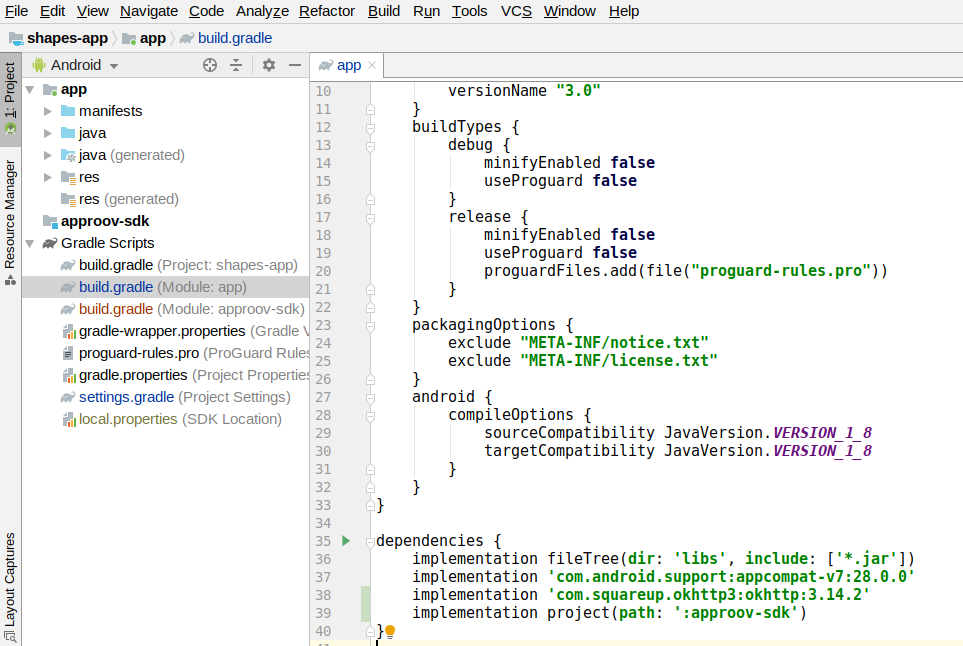 File Edit View Navigate Code Analyze Refactor Build Run Tools VCS Window Help
shapes-app app build.gradle
1: Project
Resource Manager
Layout Captures
Android
app
manifests
java
java (generated)
res
res (generated)
approov-sdk
Gradle Scripts
build.gradle (Project: shapes-app)
build.gradle (Module: app)
build.gradle (Module: approov-sdk)
gradle-wrapper.properties (Gradle V
proguard-rules.pro (ProGuard Rules
gradle.properties (Project Properties
settings.gradle (Project Settings)
local.properties (SDK Location)
app
10 versionName "3.0"
11 }
12 buildTypes {
13 debug {
14 minifyEnabled false
15 useProguard false
16 }
17 release {
18 minifyEnabled false
19 useProguard false
20 proguardFiles.add(file("proguard-rules.pro"))
21 }
22 }
23 packagingOptions {
24 exclude "META-INF/notice.txt"
25 exclude "META-INF/license.txt"
26 }
27 android {
28 compileOptions {
29 sourceCompatibility JavaVersion.VERSION_1_8
30 targetCompatibility JavaVersion.VERSION_1_8
31 }
32 }
33 }
34
35 dependencies {
36 implementation fileTree(dir: 'libs', include: ['*.jar'])
37 implementation 'com.android.support:appcompat-v7:28.0.0'
38 implementation 'com.squareup.okhttp3:okhttp:3.14.2'
39 implementation project(path: ':approov-sdk')
40 }